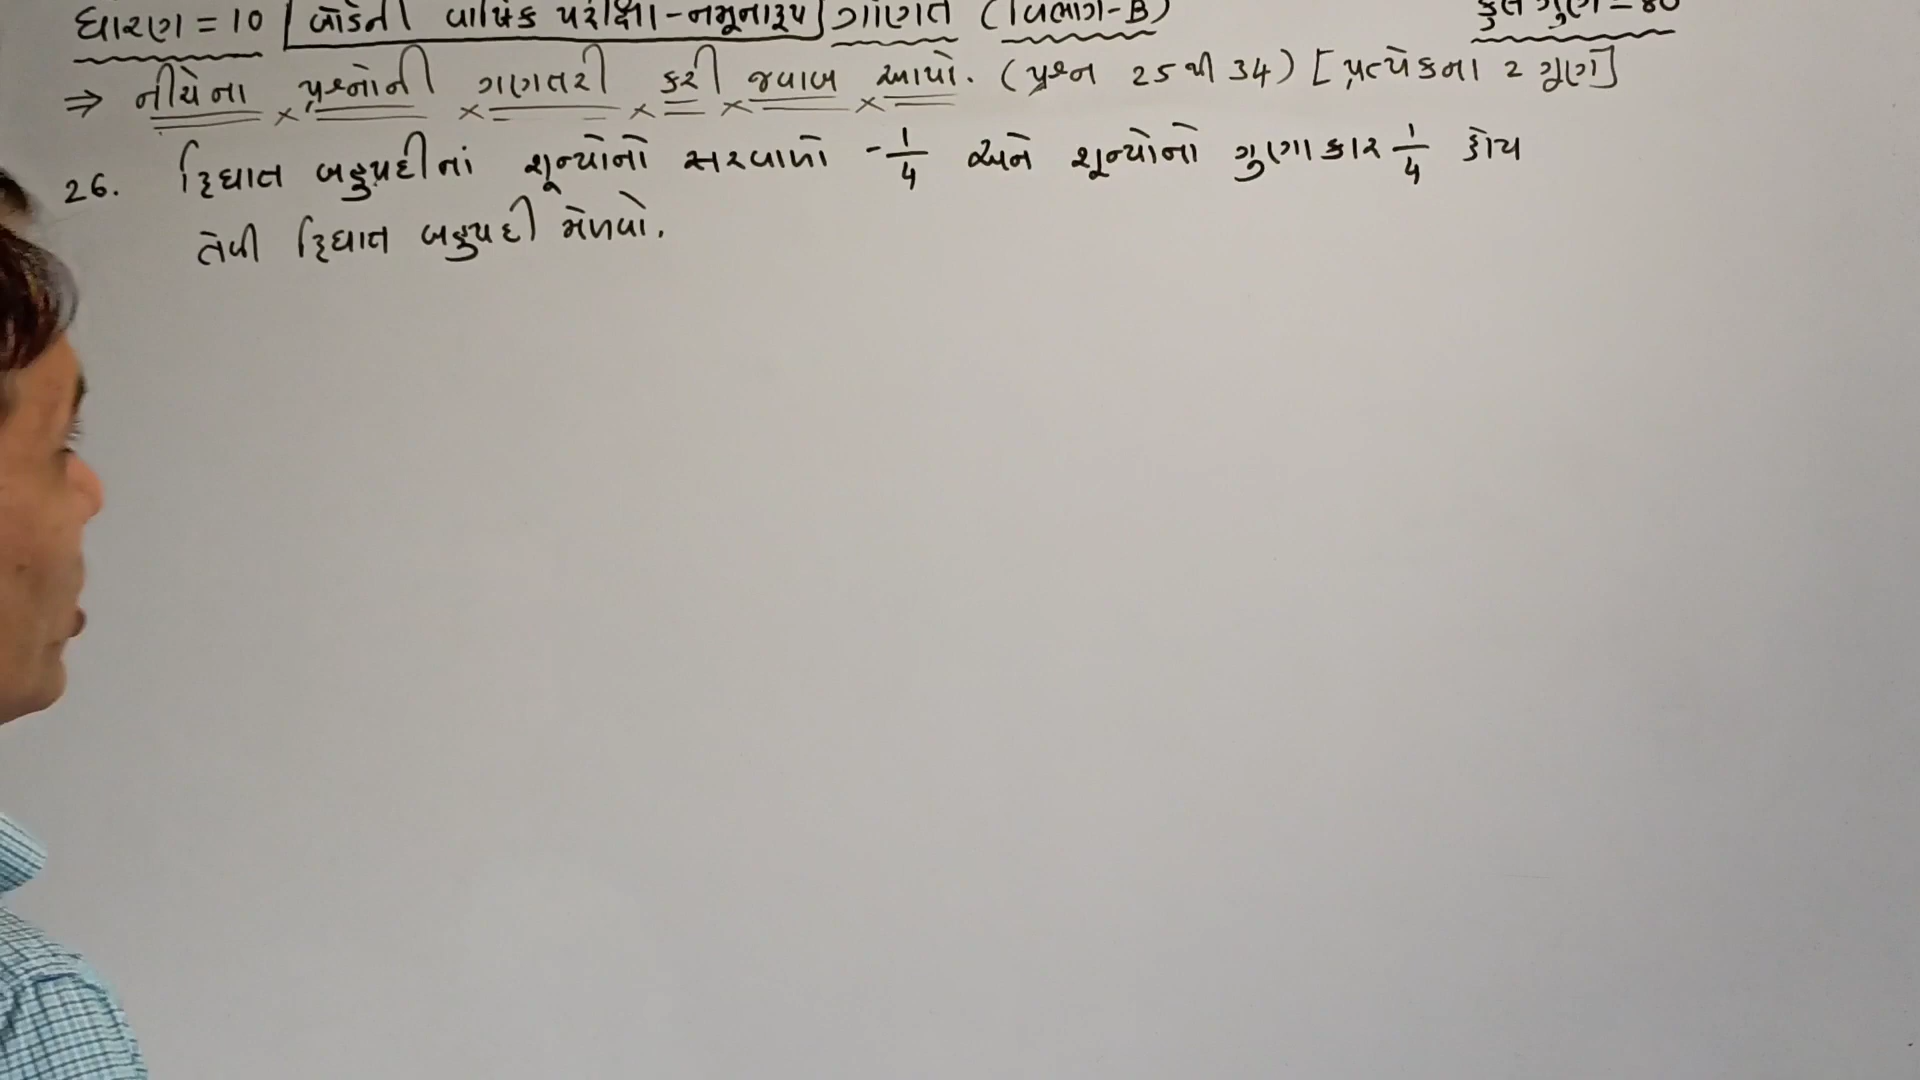 ધોરણ = 10 બોર્ડની વાર્ષિક પરીક્ષા-નમૂનારૂપ ગણિત (વિભાગ-B) કુલ ગુણ = 80
⇒ નીચેના પ્રશ્નોની ગણતરી કરી જવાબ આપો. (પ્રશ્ન 25 થી 34) [પ્રત્યેકના 2 ગુણ]
26. દ્વિઘાત બહુપદીનાં શૂન્યોનો સરવાળો -1/4 અને શૂન્યોનો ગુણાકાર 1/4 હોય
તેવી દ્વિઘાત બહુપદી મેળવો.